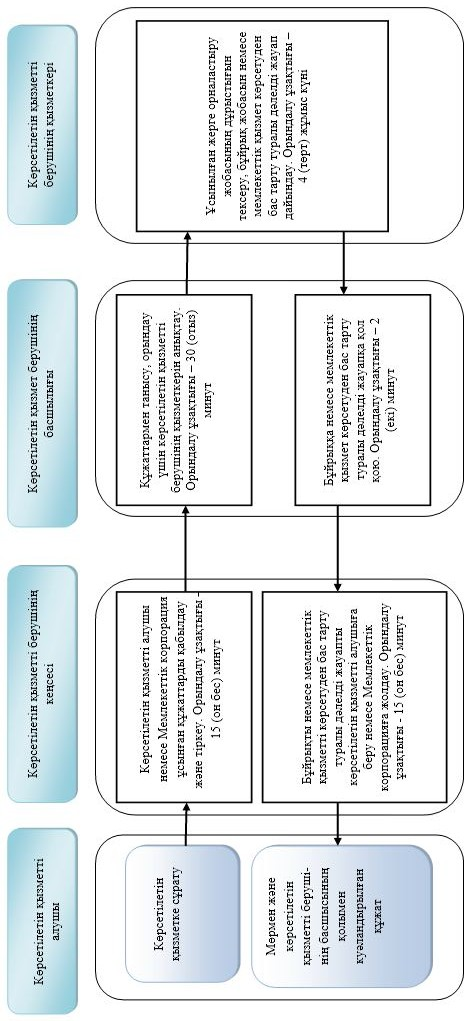 Көрсетілетін қызметті
алушы
Көрсетілетін қызметті берушінің
кеңсесі
Көрсетілетін қызмет берушінің
басшылығы
Көрсетілетін қызметті
берушінің қызметкері
Көрсетілетін
қызметке сұрату
Көрсетілетін қызметті алушы
немесе Мемлекеттік корпорация
ұсынған құжаттарды қабылдау
және тіркеу. Орындалу ұзақтығы -
15 (он бес) минут
Құжаттармен танысу, орындау
үшін көрсетілетін қызметті
берушінің қызметкерін анықтау.
Орындалу ұзақтығы – 30 (отыз)
минут
Ұсынылған жерге орналастыру
жобасының дұрыстығын
тексеру, бұйрық жобасын немесе
мемлекеттік қызмет көрсетуден
бас тарту туралы дәлелді жауап
дайындау. Орындалу ұзақтығы –
4 (төрт) жұмыс күні
Бұйрыққа немесе мемлекеттік
қызмет көрсетуден бас тарту
туралы дәлелді жауапқа қол
қою. Орындалу ұзақтығы – 2
(екі) минут
Бұйрықты немесе мемлекеттік
қызметті көрсетуден бас тарту
туралы дәлелді жауапты
көрсетілетін қызметті алушыға
беру немесе Мемлекеттік
корпорацияға жолдау. Орындалу
ұзақтығы - 15 (он бес) минут
Мөрмен және
көрсетілетін
қызметті беруші-
нің басшысының
қолымен
куәландырылған
құжат